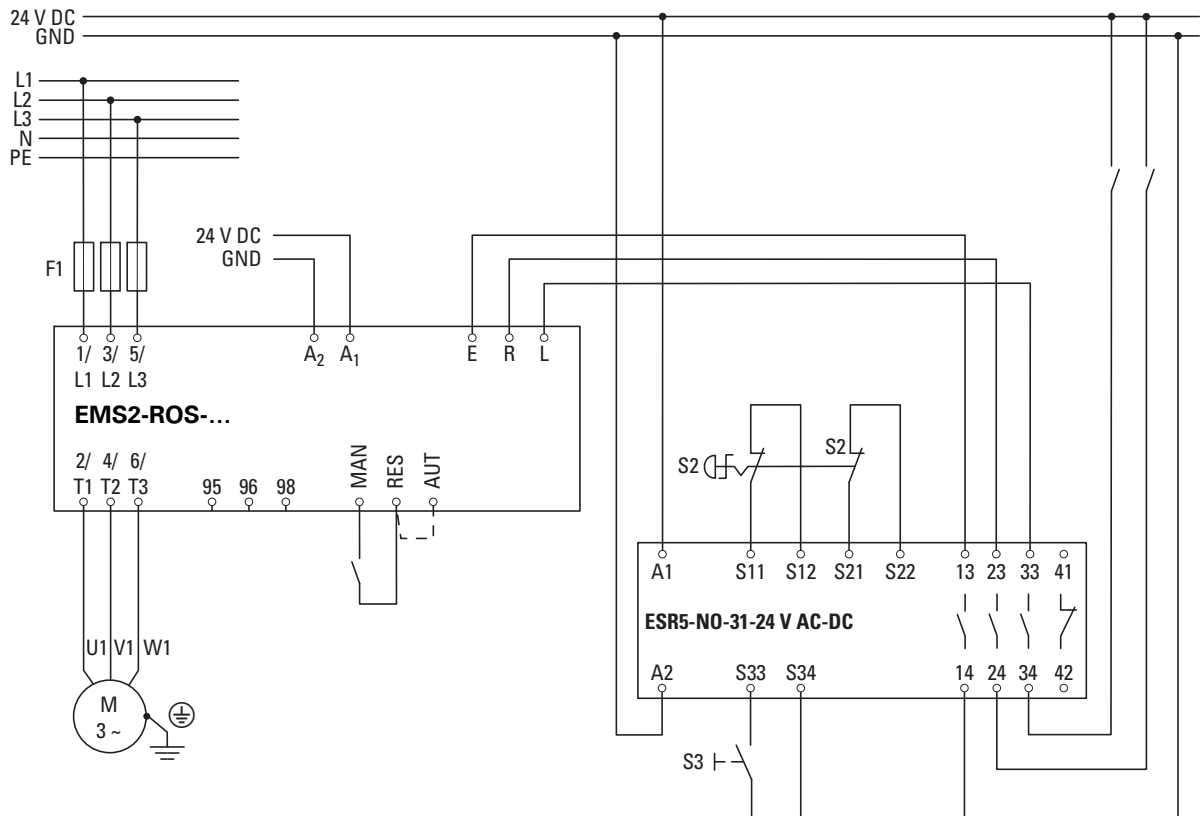 24 V DC
GND
L1
L2
L3
N
PE
24 V DC
GND
F1
1/ 3/ 5/
L1 L2 L3
A2 A1
E R L
EMS2-ROS-…
2/ 4/ 6/
T1 T2 T3
95 96 98
MAN
RES
AUT
S2
S2
A1 S11 S12 S21 S22 13 23 33 41
ESR5-NO-31-24 V AC-DC
A2 S33 S34 14 24 34 42
U1 V1 W1
M
3 ~
S3